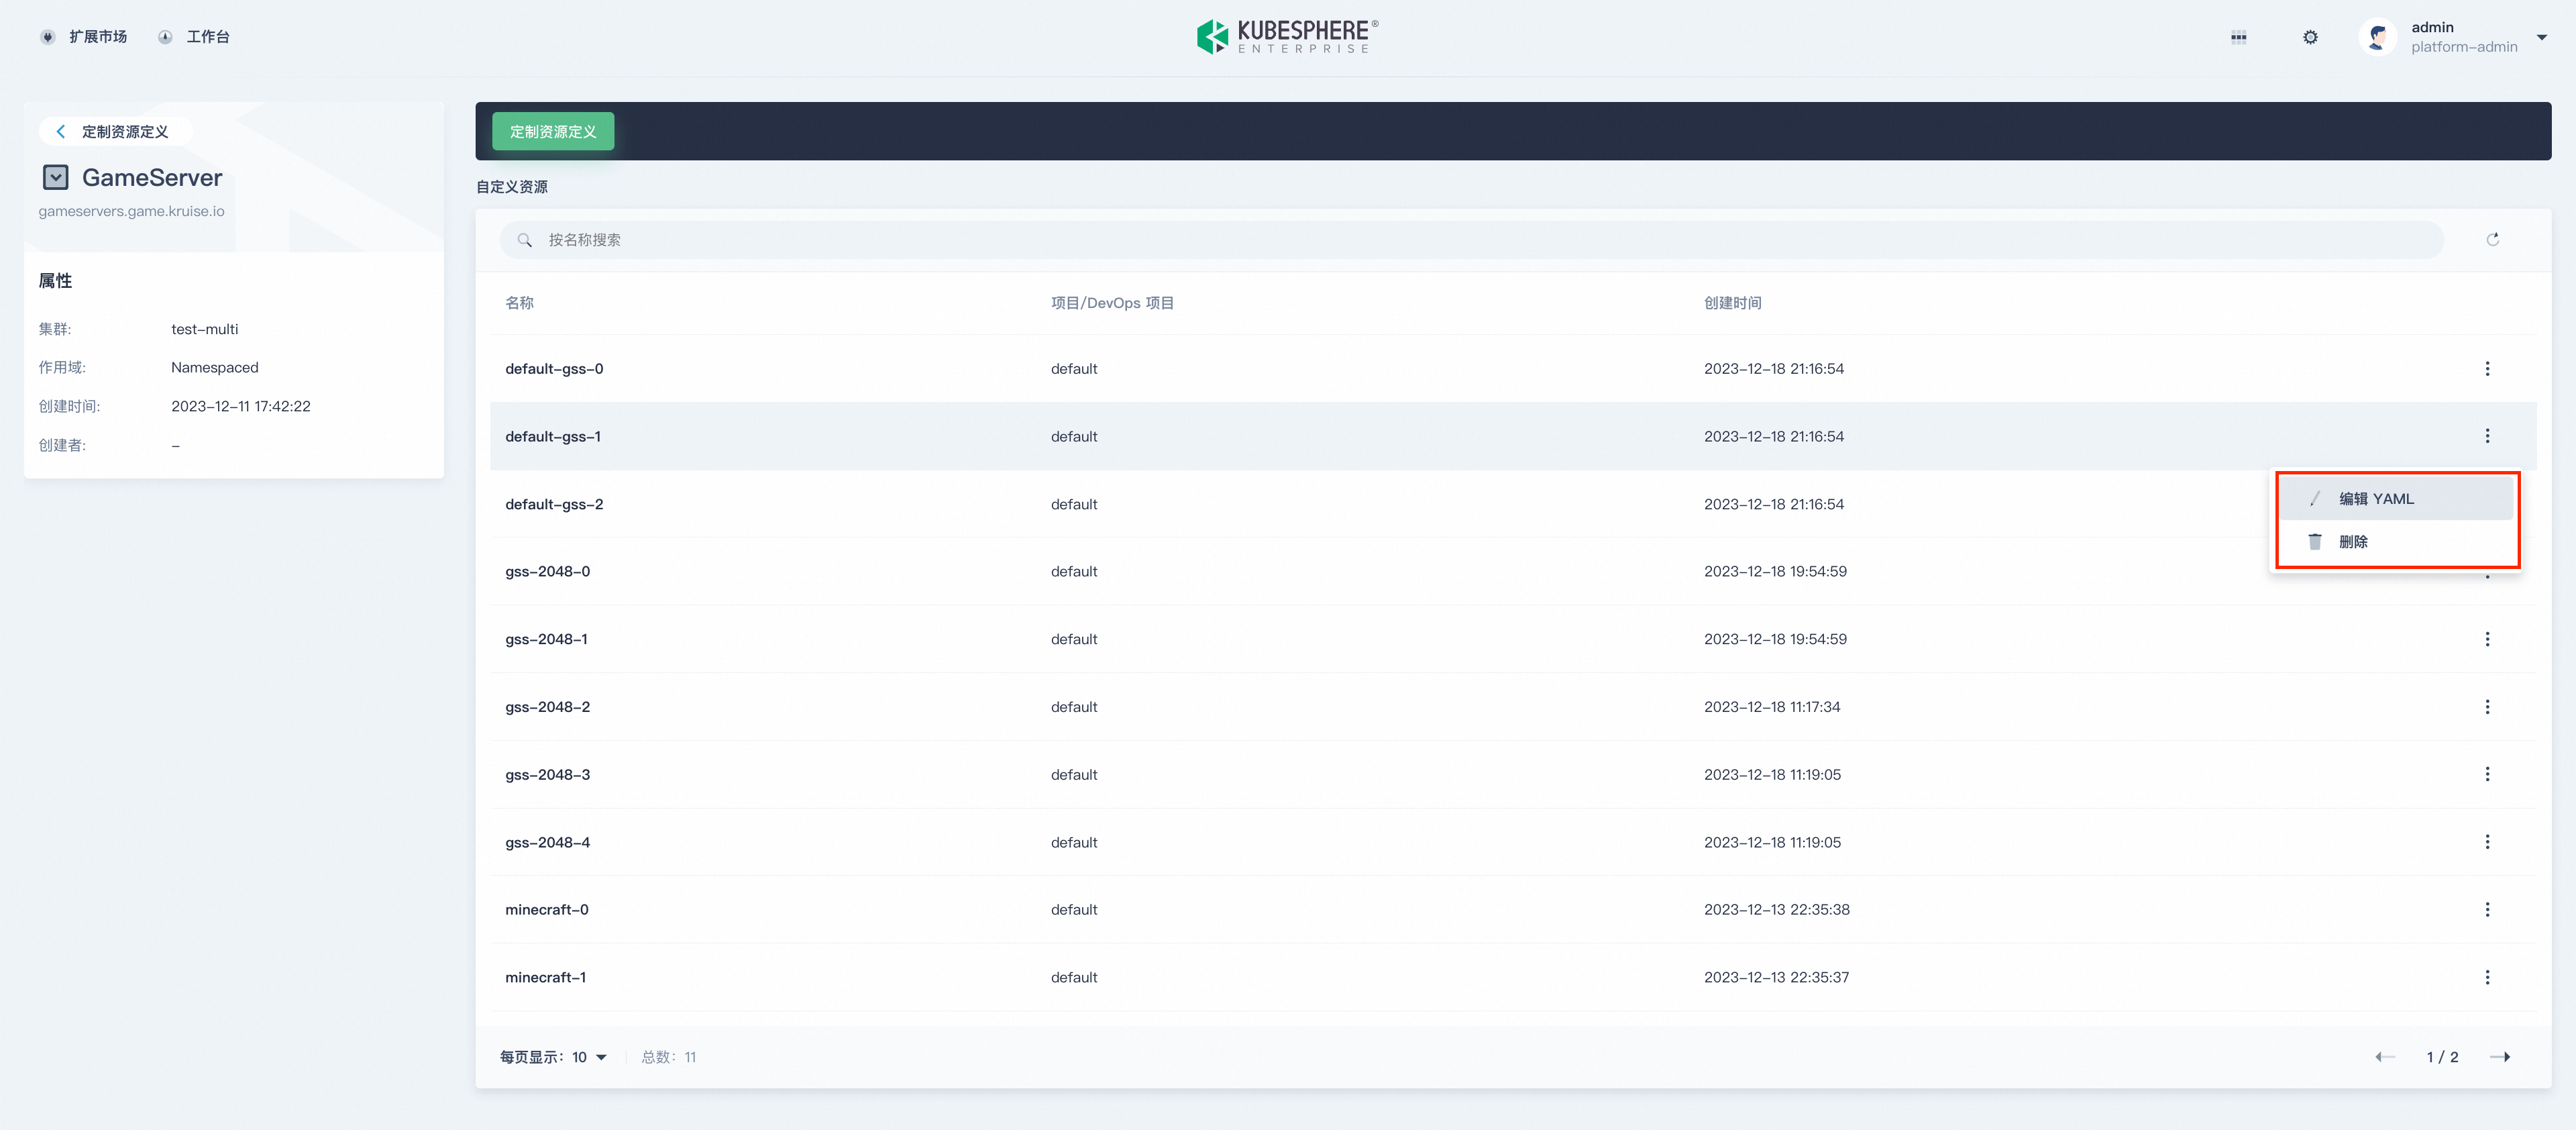 扩展市场
工作台
KUBESPHERE®
ENTERPRISE
admin
platform-admin
定制资源定义
GameServer
gameservers.game.kruise.io
属性
集群: test-multi
作用域: Namespaced
创建时间: 2023-12-11 17:42:22
创建者: -
定制资源定义
自定义资源
按名称搜索
名称 项目/DevOps 项目 创建时间
default-gss-0 default 2023-12-18 21:16:54
default-gss-1 default 2023-12-18 21:16:54
default-gss-2 default 2023-12-18 21:16:54
编辑 YAML
删除
gss-2048-0 default 2023-12-18 19:54:59
gss-2048-1 default 2023-12-18 19:54:59
gss-2048-2 default 2023-12-18 11:17:34
gss-2048-3 default 2023-12-18 11:19:05
gss-2048-4 default 2023-12-18 11:19:05
minecraft-0 default 2023-12-13 22:35:38
minecraft-1 default 2023-12-13 22:35:37
每页显示：10 总数：11 1 / 2